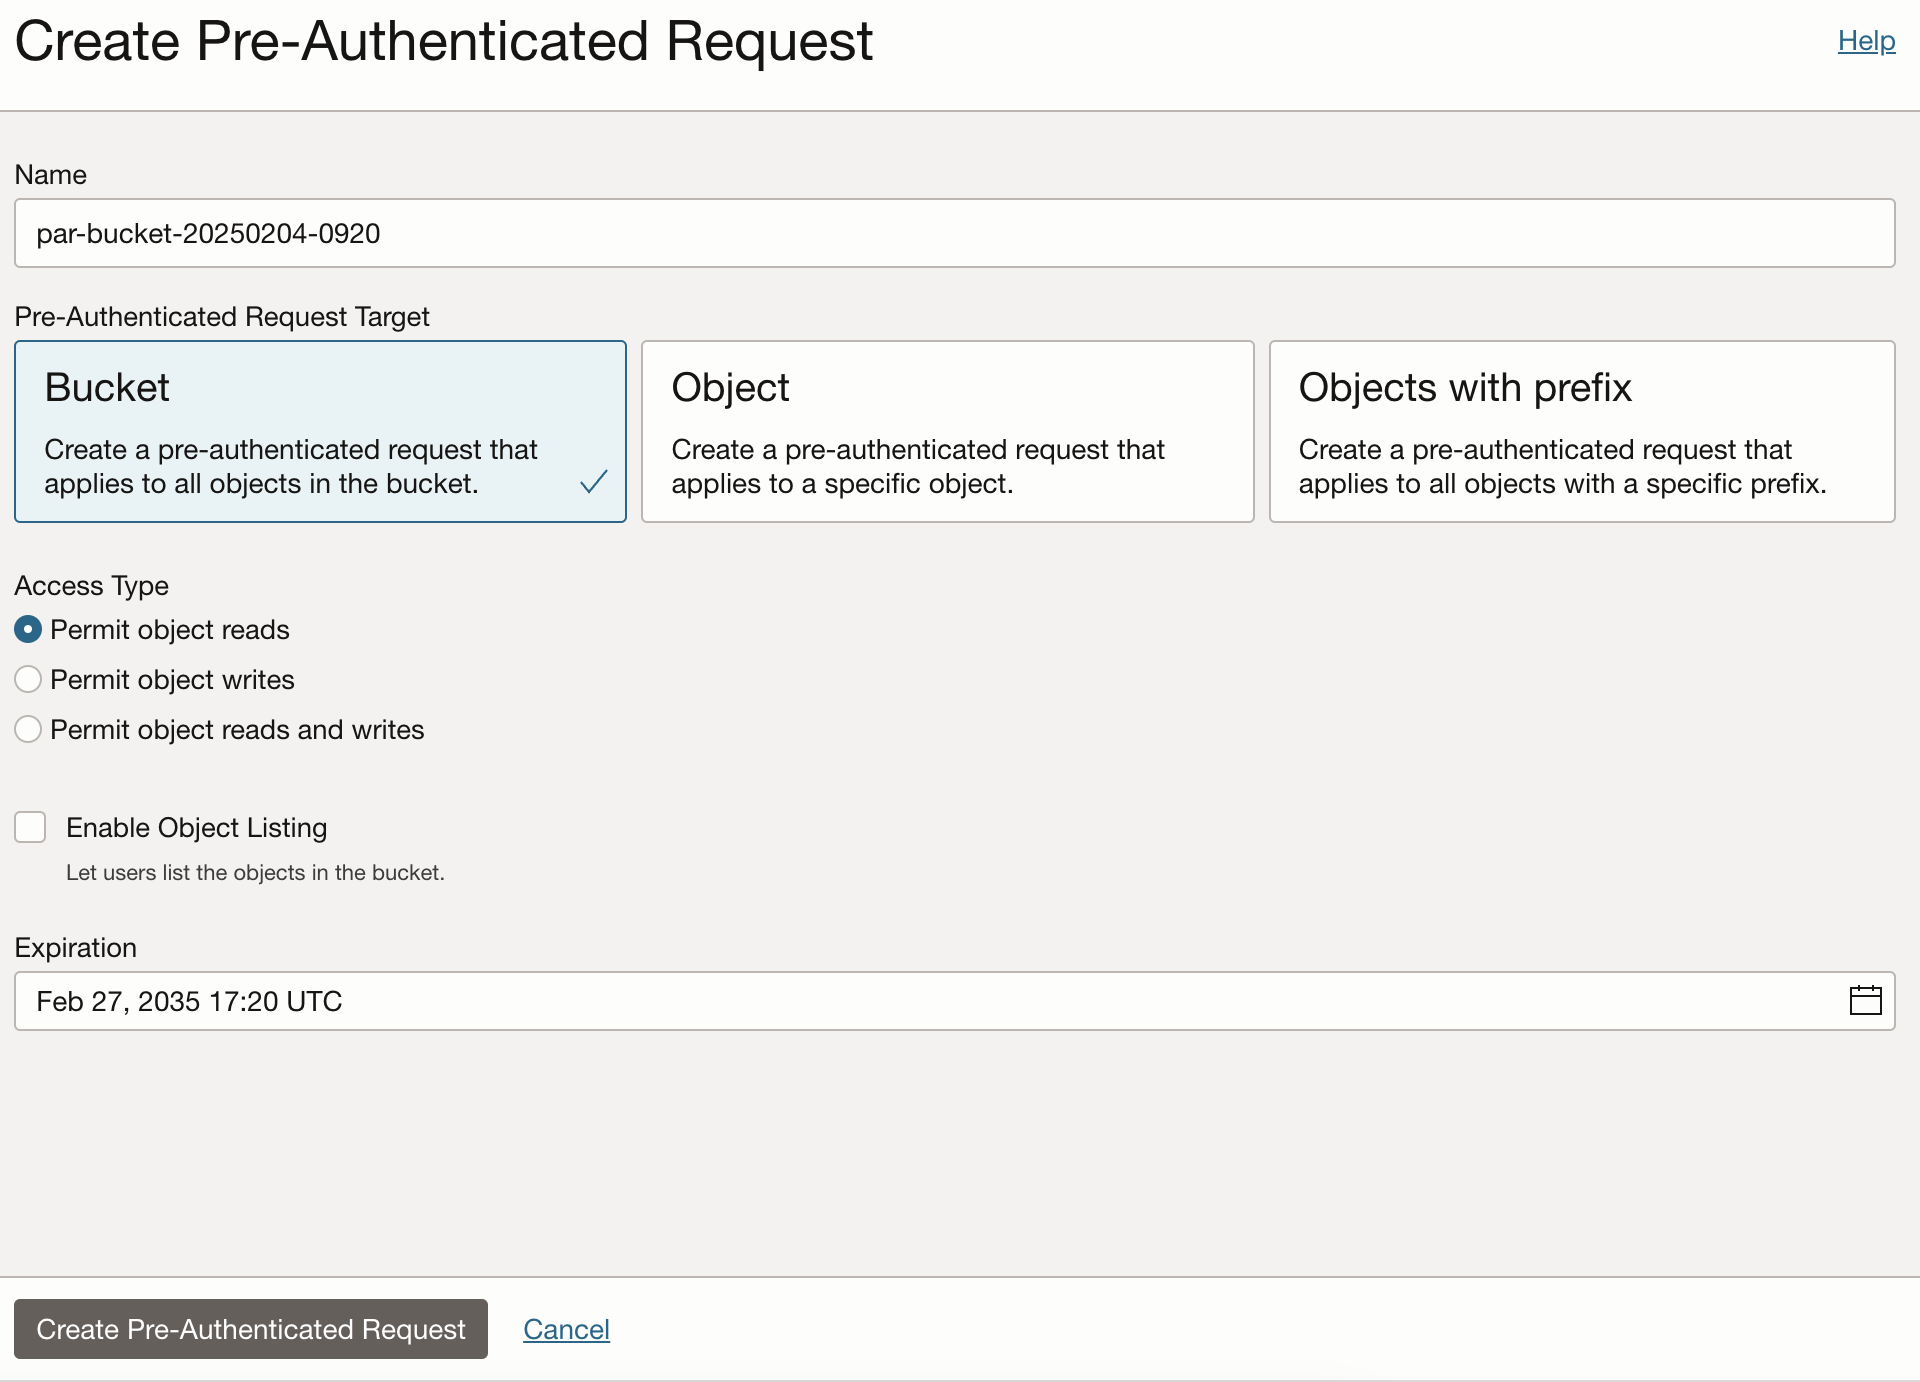 Create Pre-Authenticated Request
Help
Name
par-bucket-20250204-0920
Pre-Authenticated Request Target
Bucket
Create a pre-authenticated request that
applies to all objects in the bucket.
Object
Create a pre-authenticated request that
applies to a specific object.
Objects with prefix
Create a pre-authenticated request that
applies to all objects with a specific prefix.
Access Type
Permit object reads
Permit object writes
Permit object reads and writes
Enable Object Listing
Let users list the objects in the bucket.
Expiration
Feb 27, 2035 17:20 UTC
Create Pre-Authenticated Request
Cancel